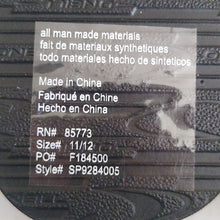 all man made materials
fait de materiaux synthetiques
todo materiales hecho de sinteticos
Made in China
Fabriqué en Chine
Hecho en China
RN# 85773
Size# 11/12
PO# F184500
Style# SP9284005